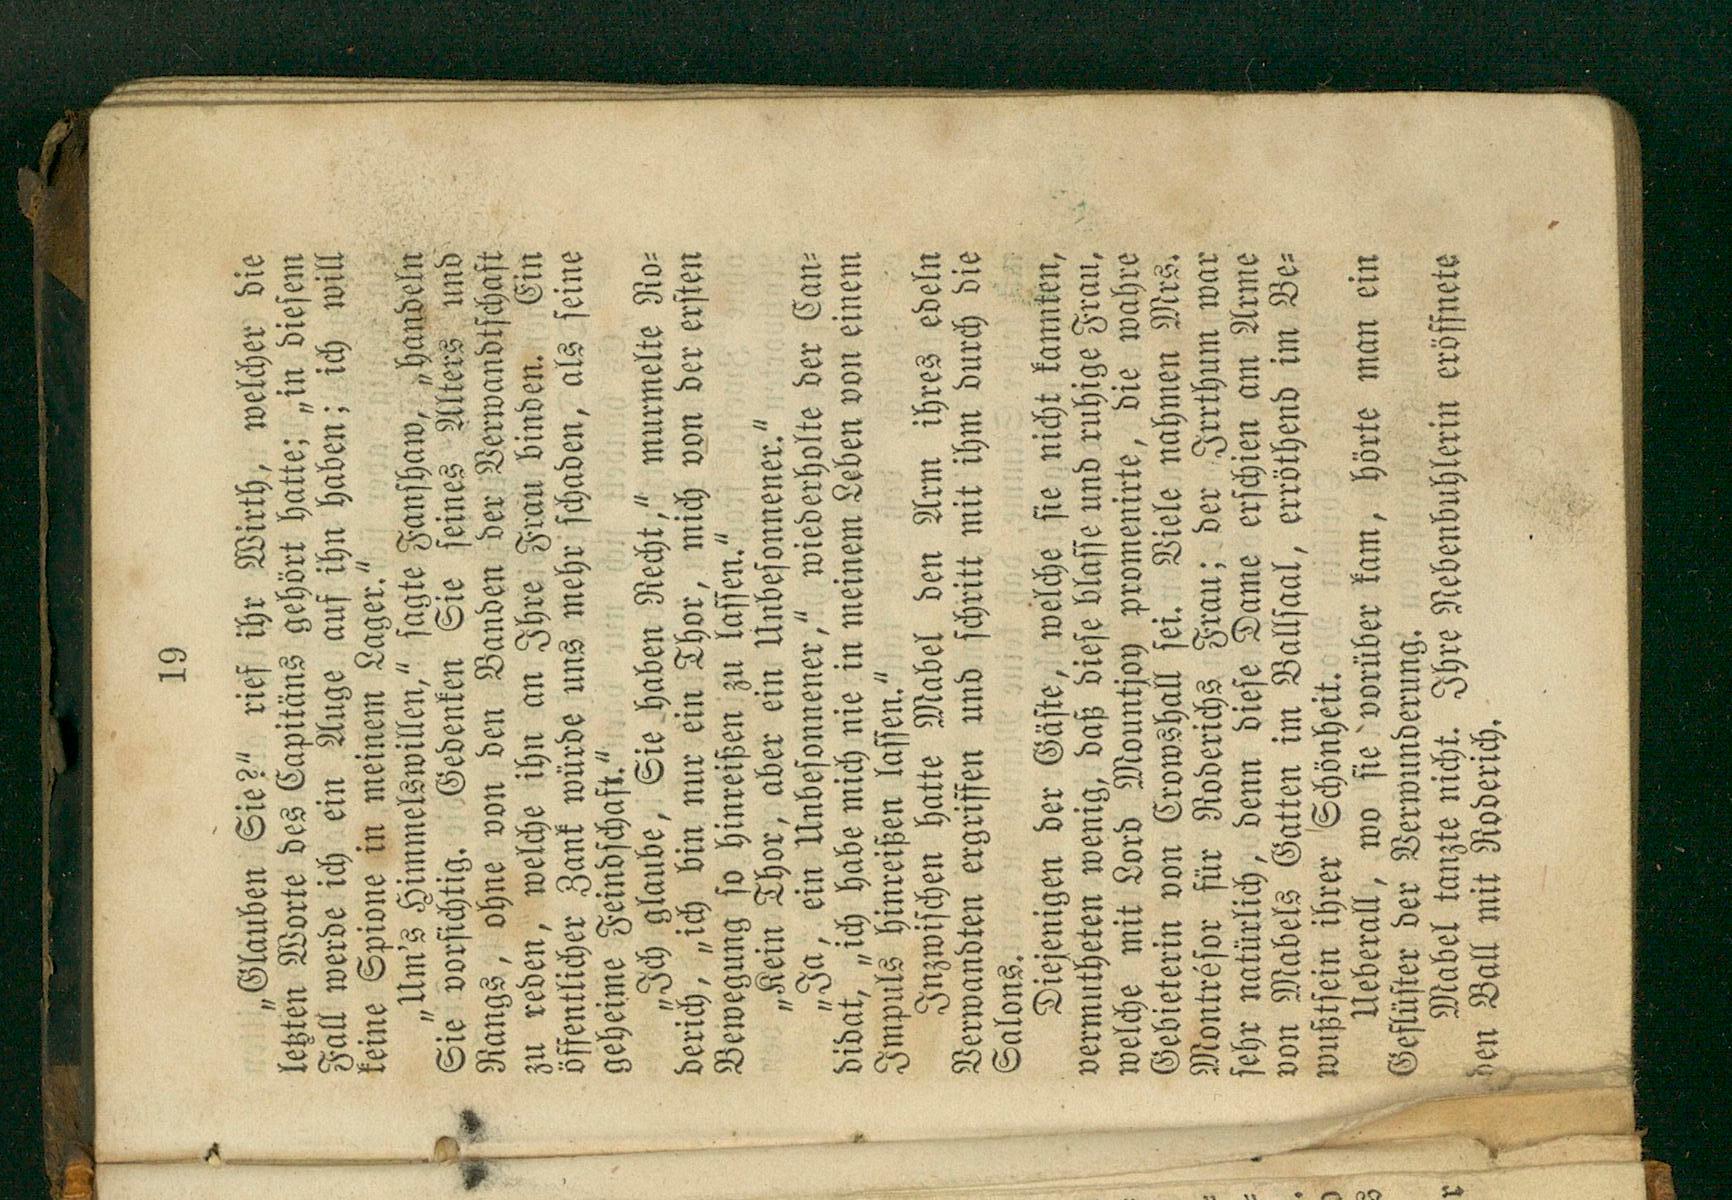 19
„Glauben Sie?“ rief ihr Wirth, welcher die
letzten Worte des Capitäns gehört hatte; „in diesem
Fall werde ich ein Auge auf ihn haben; ich will
keine Spione in meinem Lager.“
„Um's Himmelswillen,“ sagte Fanshaw, „handeln
Sie vorsichtig. Gedenken Sie seines Alters und
Rangs, ohne von den Banden der Verwandtschaft
zu reden, welche ihn an Ihre Frau binden. Ein
öffentlicher Zank würde uns mehr schaden, als seine
geheime Feindschaft.“
„Ich glaube, Sie haben Recht,“ murmelte Ro-
derich, „ich bin nur ein Thor, mich von der ersten
Bewegung so hinreißen zu lassen.“
„Kein Thor, aber ein Unbesonnener.“
„Ja, ein Unbesonnener,“ wiederholte der Can-
didat, „ich habe mich nie in meinem Leben von einem
Impuls hinreißen lassen.“
Inzwischen hatte Mabel den Arm ihres edeln
Verwandten ergriffen und schritt mit ihm durch die
Salons.
Diejenigen der Gäste, welche sie nicht kannten,
vermutheten wenig, daß diese blasse und ruhige Frau,
welche mit Lord Mountjoy promenirte, die wahre
Gebieterin von Crowshall sei. Viele nahmen Mrs.
Montrésor für Roderichs Frau; der Irrthum war
sehr natürlich, denn diese Dame erschien am Arme
von Mabels Gatten im Ballsaal, erröthend im Be-
wußtsein ihrer Schönheit.
Ueberall, wo sie vorüber kam, hörte man ein
Geflüster der Verwunderung.
Mabel tanzte nicht. Ihre Nebenbuhlerin eröffnete
den Ball mit Roderich.